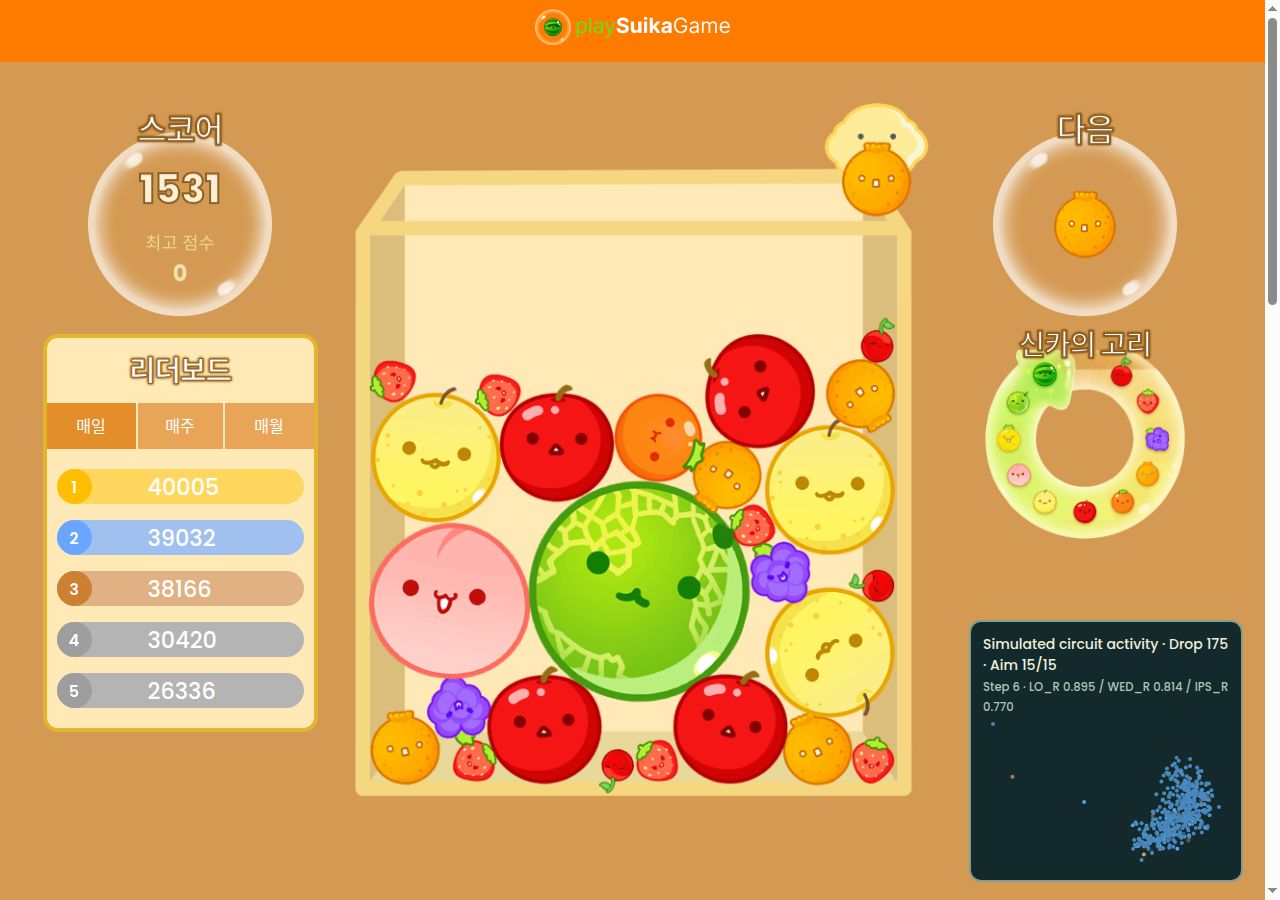 playSuikaGame
스코어
1531
최고 점수
0
리더보드
매일 매주 매월
1 40005
2 39032
3 38166
4 30420
5 26336
다음
신카의 고리
Simulated circuit activity · Drop 175
· Aim 15/15
Step 6 · LO_R 0.895 / WED_R 0.814 / IPS_R
0.770